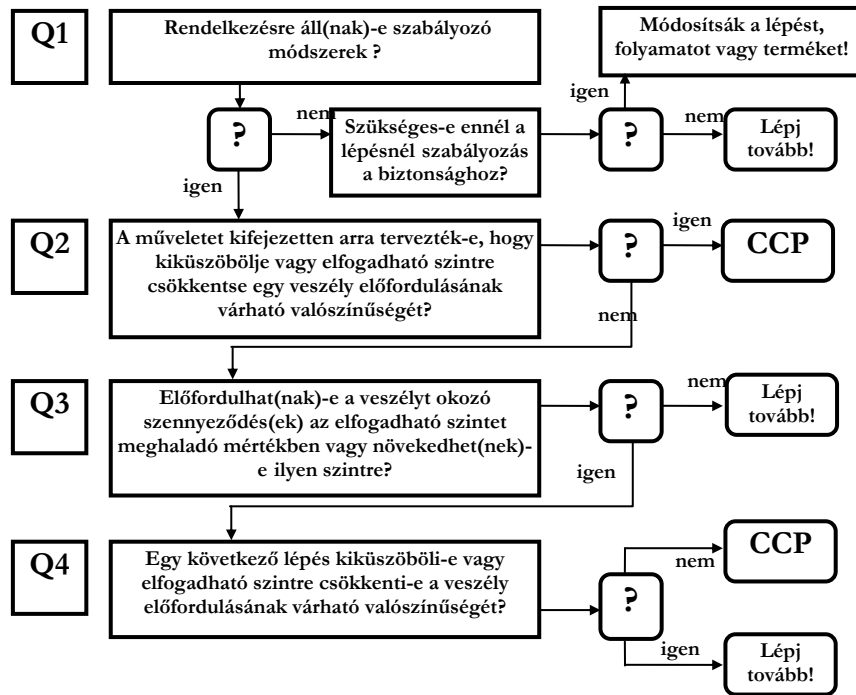 Q1
Rendelkezésre áll(nak)-e szabályozó
módszerek ?
Módosítsák a lépést,
folyamatot vagy terméket!
igen
?
nem
Szükséges-e ennél a
lépésnél szabályozás
a biztonsághoz?
?
nem
Lépj
tovább!
igen
Q2
A műveletet kifejezetten arra tervezték-e, hogy
kiküszöbölje vagy elfogadható szintre
csökkentse egy veszély előfordulásának
várható valószínűségét?
?
igen
CCP
nem
Q3
Előfordulhat(nak)-e a veszélyt okozó
szennyeződés(ek) az elfogadható szintet
meghaladó mértékben vagy növekedhet(nek)-
e ilyen szintre?
?
nem
Lépj
tovább!
igen
Q4
Egy következő lépés kiküszöböli-e vagy
elfogadható szintre csökkenti-e a veszély
előfordulásának várható valószínűségét?
?
nem
CCP
igen
Lépj
tovább!